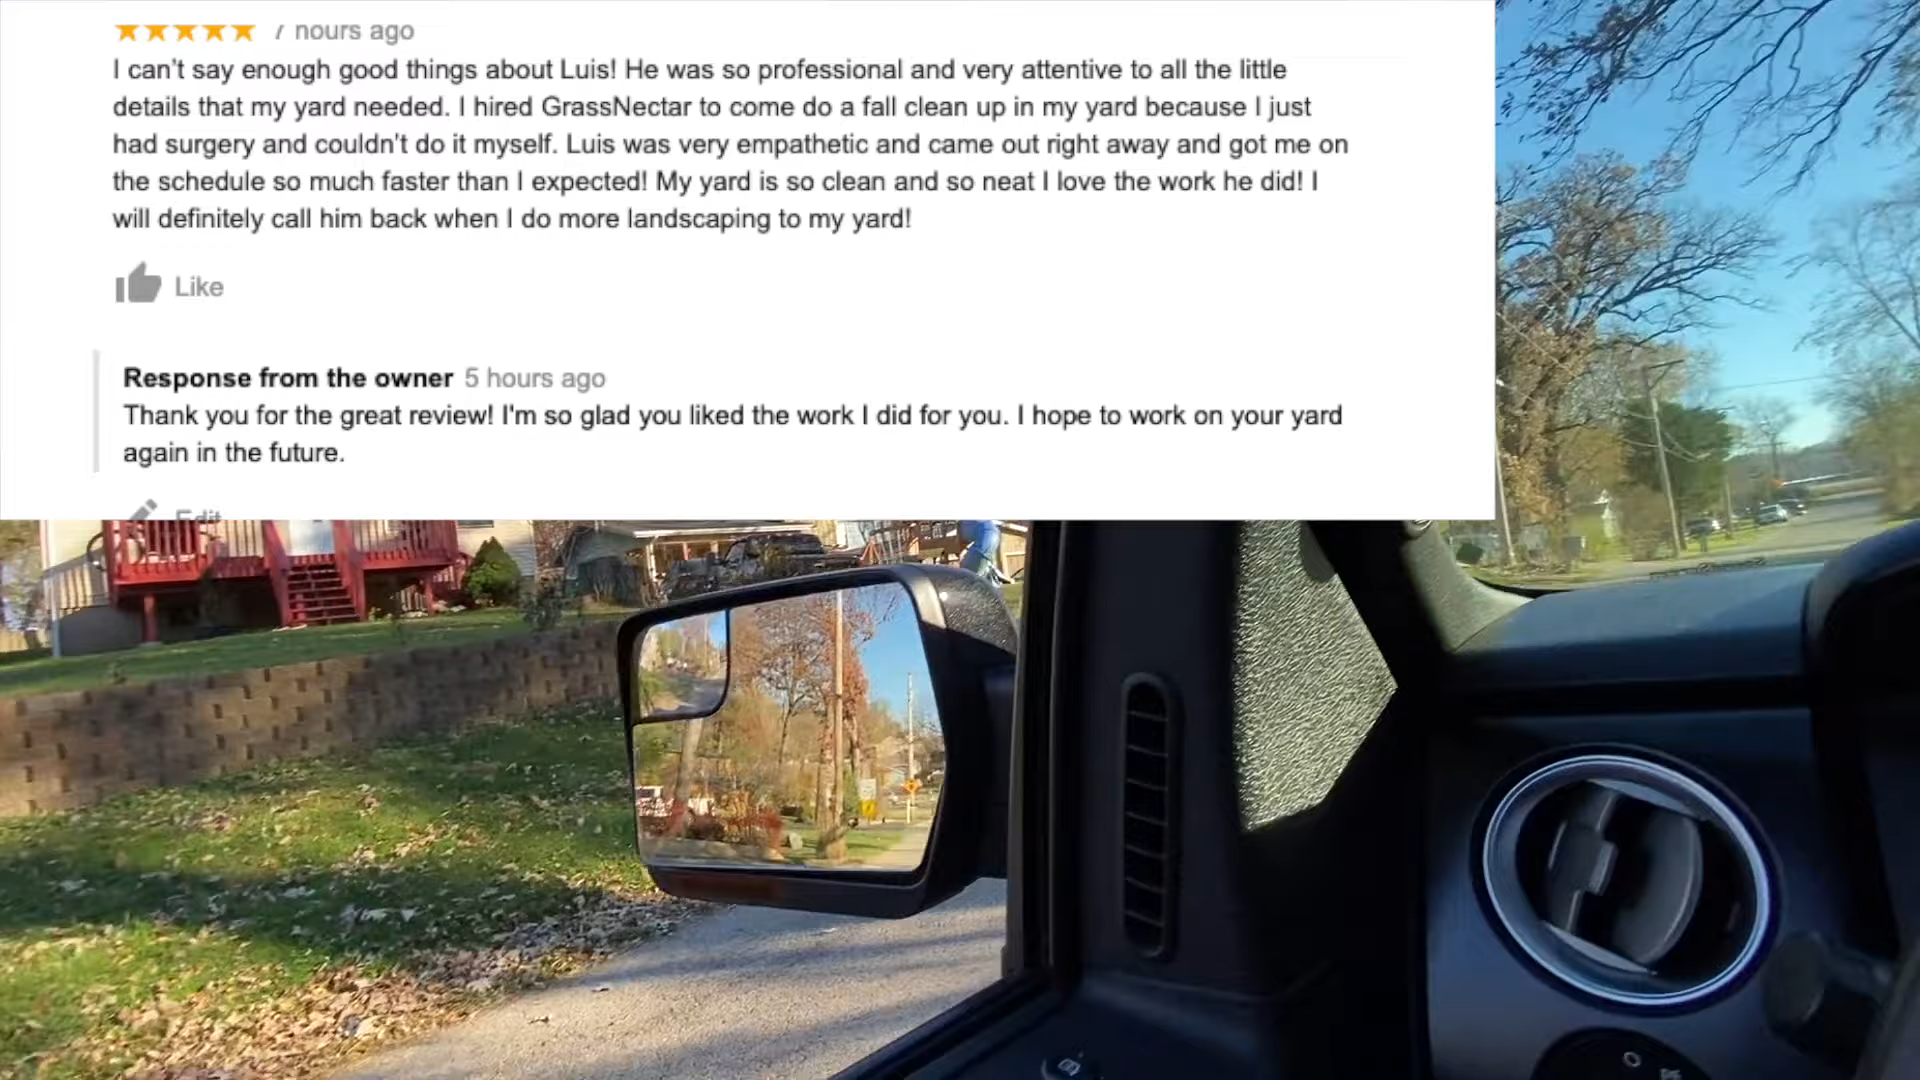 7 hours ago
I can't say enough good things about Luis! He was so professional and very attentive to all the little
details that my yard needed. I hired GrassNectar to come do a fall clean up in my yard because I just
had surgery and couldn't do it myself. Luis was very empathetic and came out right away and got me on
the schedule so much faster than I expected! My yard is so clean and so neat I love the work he did! I
will definitely call him back when I do more landscaping to my yard!
Like
Response from the owner 5 hours ago
Thank you for the great review! I'm so glad you liked the work I did for you. I hope to work on your yard
again in the future.
Edit